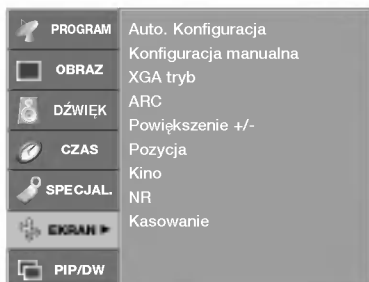 PROGRAM
OBRAZ
DŹWIĘK
CZAS
SPECJAL.
EKRAN ►
PIP/DW
Auto. Konfiguracja
Konfiguracja manualna
XGA tryb
ARC
Powiększenie +/-
Pozycja
Kino
NR
Kasowanie